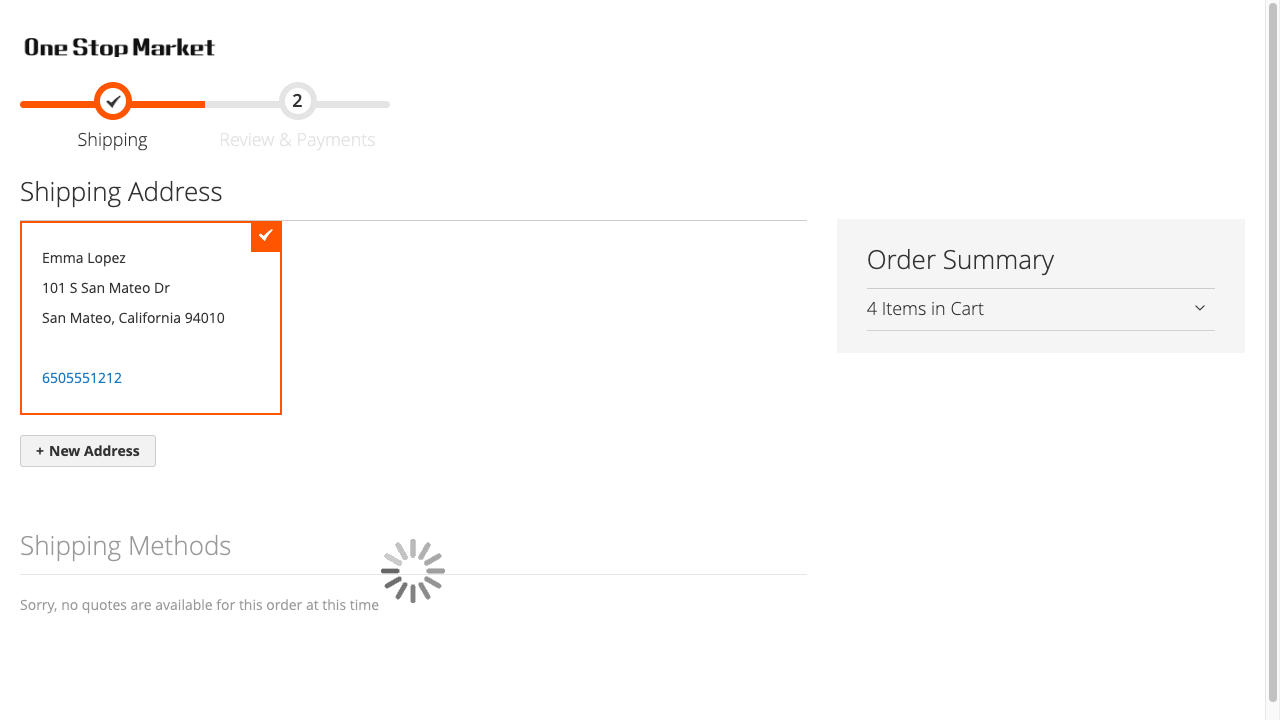 One Stop Market
Shipping
2
Review & Payments
Shipping Address
Emma Lopez
101 S San Mateo Dr
San Mateo, California 94010
6505551212
+ New Address
Order Summary
4 Items in Cart
Shipping Methods
Sorry, no quotes are available for this order at this time